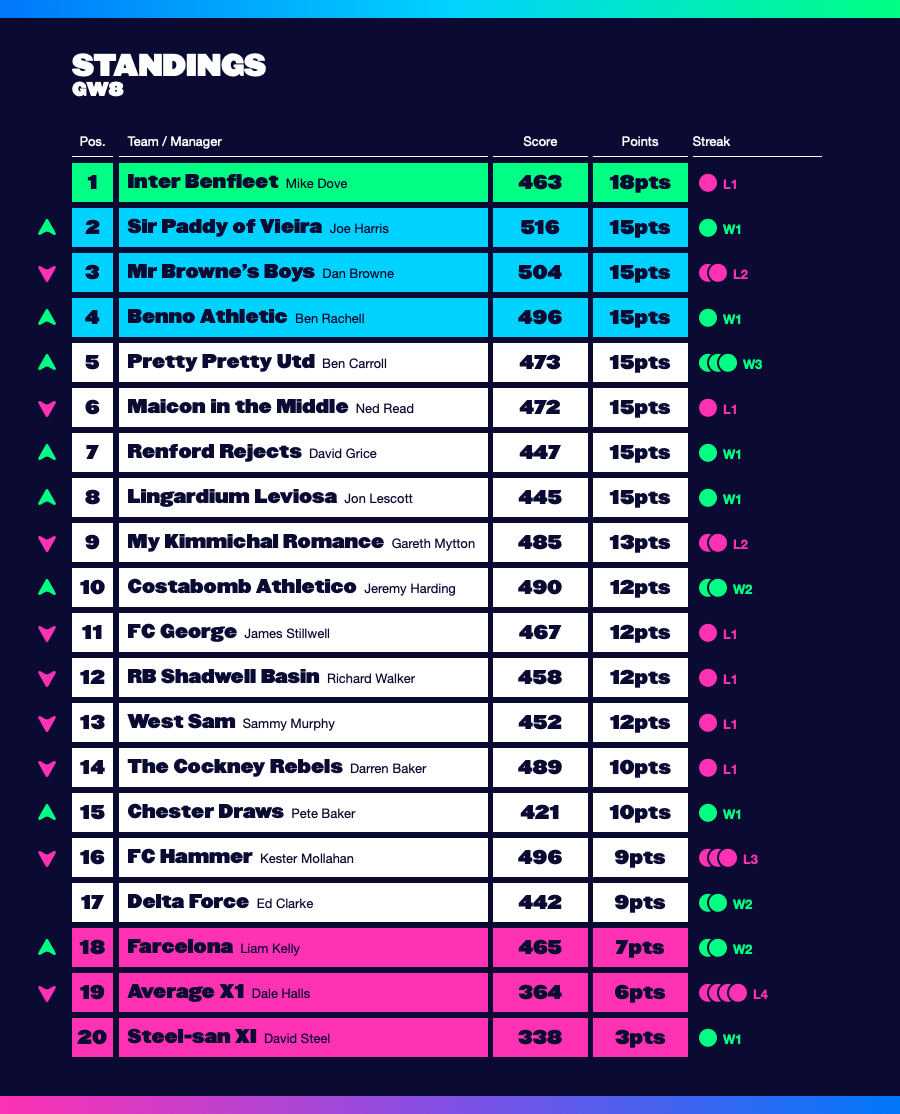 STANDINGS
GW8
Pos. Team / Manager Score Points Streak
1 Inter Benfleet Mike Dove 463 18pts L1
2 Sir Paddy of Vieira Joe Harris 516 15pts W1
3 Mr Browne’s Boys Dan Browne 504 15pts L2
4 Benno Athletic Ben Rachell 496 15pts W1
5 Pretty Pretty Utd Ben Carroll 473 15pts W3
6 Maicon in the Middle Ned Read 472 15pts L1
7 Renford Rejects David Grice 447 15pts W1
8 Lingardium Leviosa Jon Lescott 445 15pts W1
9 My Kimmichal Romance Gareth Mytton 485 13pts L2
10 Costabomb Athletico Jeremy Harding 490 12pts W2
11 FC George James Stillwell 467 12pts L1
12 RB Shadwell Basin Richard Walker 458 12pts L1
13 West Sam Sammy Murphy 452 12pts L1
14 The Cockney Rebels Darren Baker 489 10pts L1
15 Chester Draws Pete Baker 421 10pts W1
16 FC Hammer Kester Mollahan 496 9pts L3
17 Delta Force Ed Clarke 442 9pts W2
18 Farcelona Liam Kelly 465 7pts W2
19 Average X1 Dale Halls 364 6pts L4
20 Steel-san XI David Steel 338 3pts W1